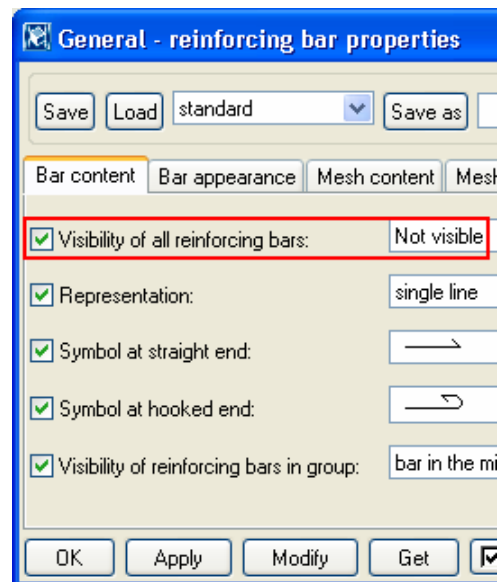 General - reinforcing bar properties
Save Load standard Save as
Bar content Bar appearance Mesh content Mesh
Visibility of all reinforcing bars: Not visible
Representation: single line
Symbol at straight end:
Symbol at hooked end:
Visibility of reinforcing bars in group: bar in the mi
OK Apply Modify Get